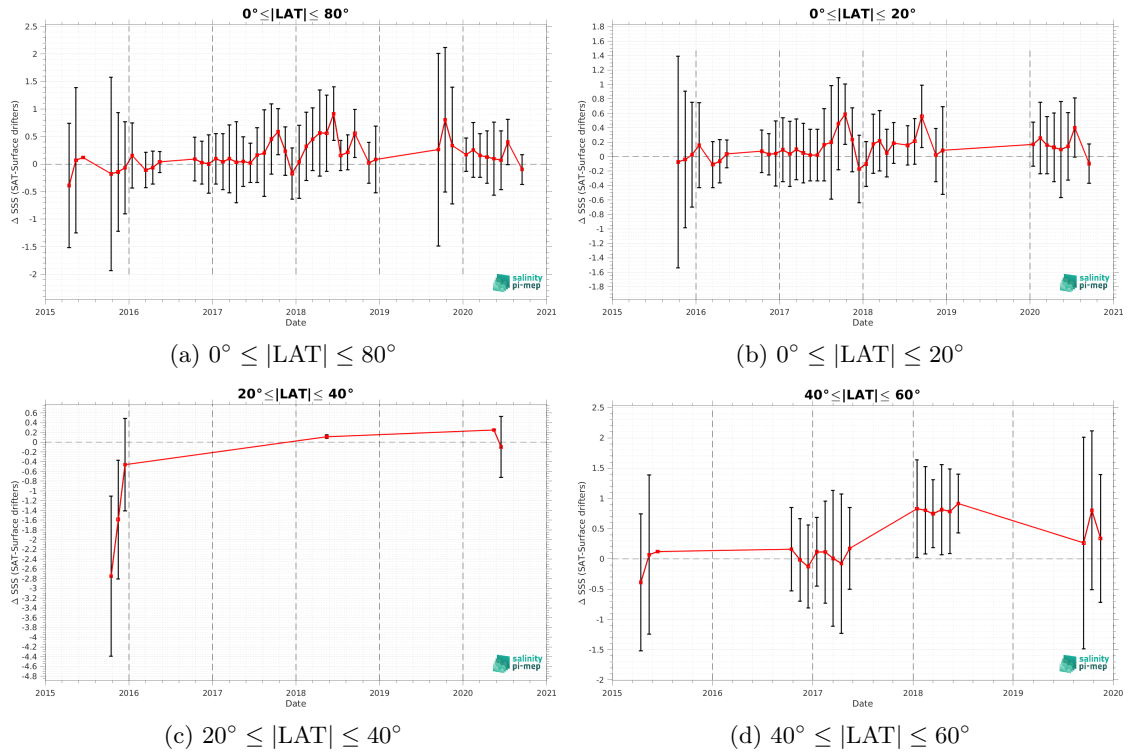 0°≤|LAT|≤ 80°
Δ SSS (SAT-Surface drifters)
2.5
2
1.5
1
0.5
0
-0.5
-1
-1.5
-2
salinity
pi-mep
2015 2016 2017 2018 2019 2020 2021
Date
(a) 0° ≤ |LAT| ≤ 80°
0°≤|LAT|≤ 20°
Δ SSS (SAT-Surface drifters)
1.8
1.6
1.4
1.2
1
0.8
0.6
0.4
0.2
0
-0.2
-0.4
-0.6
-0.8
-1
-1.2
-1.4
-1.6
-1.8
salinity
pi-mep
2015 2016 2017 2018 2019 2020 2021
Date
(b) 0° ≤ |LAT| ≤ 20°
20°≤|LAT|≤ 40°
Δ SSS (SAT-Surface drifters)
0.6
0.4
0.2
0
-0.2
-0.4
-0.6
-0.8
-1
-1.2
-1.4
-1.6
-1.8
-2
-2.2
-2.4
-2.6
-2.8
-3
-3.2
-3.4
-3.6
-3.8
-4
-4.2
-4.4
-4.6
-4.8
salinity
pi-mep
2015 2016 2017 2018 2019 2020 2021
Date
(c) 20° ≤ |LAT| ≤ 40°
40°≤|LAT|≤ 60°
Δ SSS (SAT-Surface drifters)
2.5
2
1.5
1
0.5
0
-0.5
-1
-1.5
-2
salinity
pi-mep
2015 2016 2017 2018 2019 2020
Date
(d) 40° ≤ |LAT| ≤ 60°